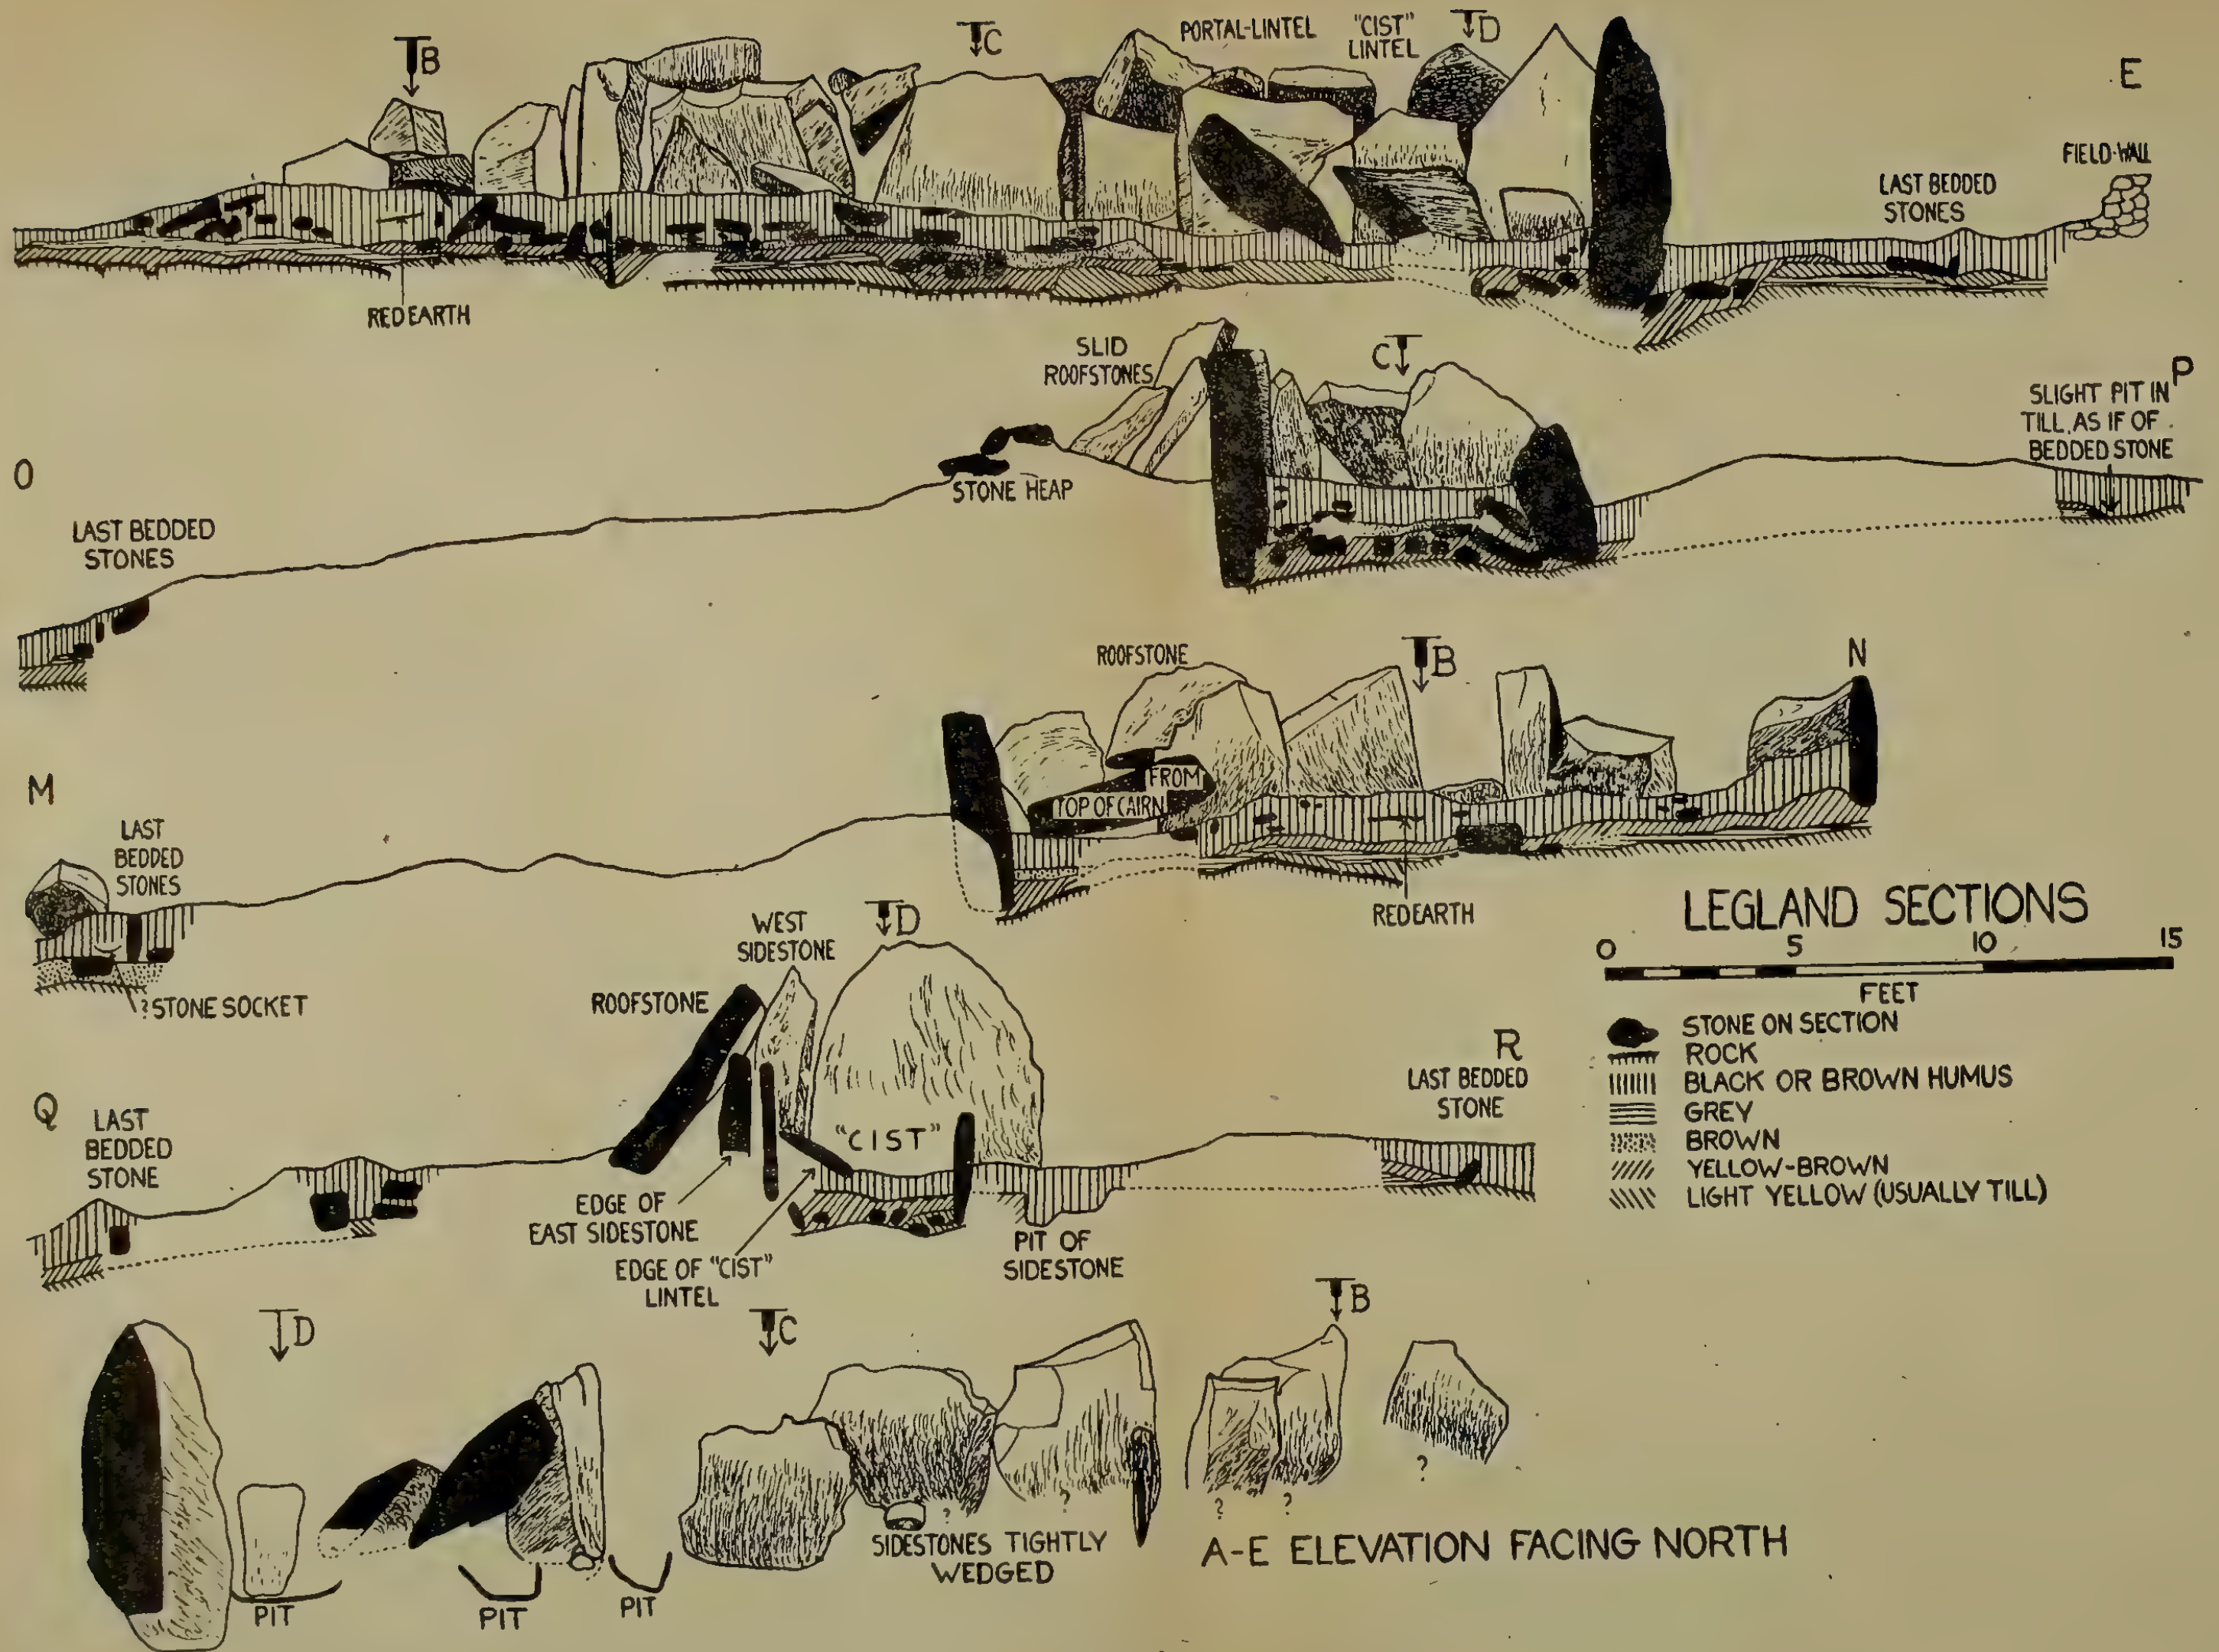 B
C
PORTAL-LINTEL
"CIST"
LINTEL
D
E
FIELD-WALL
LAST BEDDED
STONES
RED EARTH
O
SLID
ROOFSTONES
C
P
SLIGHT PIT IN
TILL, AS IF OF
BEDDED STONE
STONE HEAP
LAST BEDDED
STONES
M
ROOFSTONE
B
N
FROM
TOP OF CAIRN
LAST
BEDDED
STONES
RED EARTH
? STONE SOCKET
LEGLAND SECTIONS
0 5 10 15
FEET
STONE ON SECTION
ROCK
BLACK OR BROWN HUMUS
GREY
BROWN
YELLOW-BROWN
LIGHT YELLOW (USUALLY TILL)
Q
WEST
SIDESTONE
D
ROOFSTONE
R
LAST BEDDED
STONE
LAST
BEDDED
STONE
"CIST"
EDGE OF
EAST SIDESTONE
EDGE OF "CIST"
LINTEL
PIT OF
SIDESTONE
D
C
B
PIT
PIT
PIT
? ? ? ? ?
SIDESTONES TIGHTLY
WEDGED
A-E ELEVATION FACING NORTH